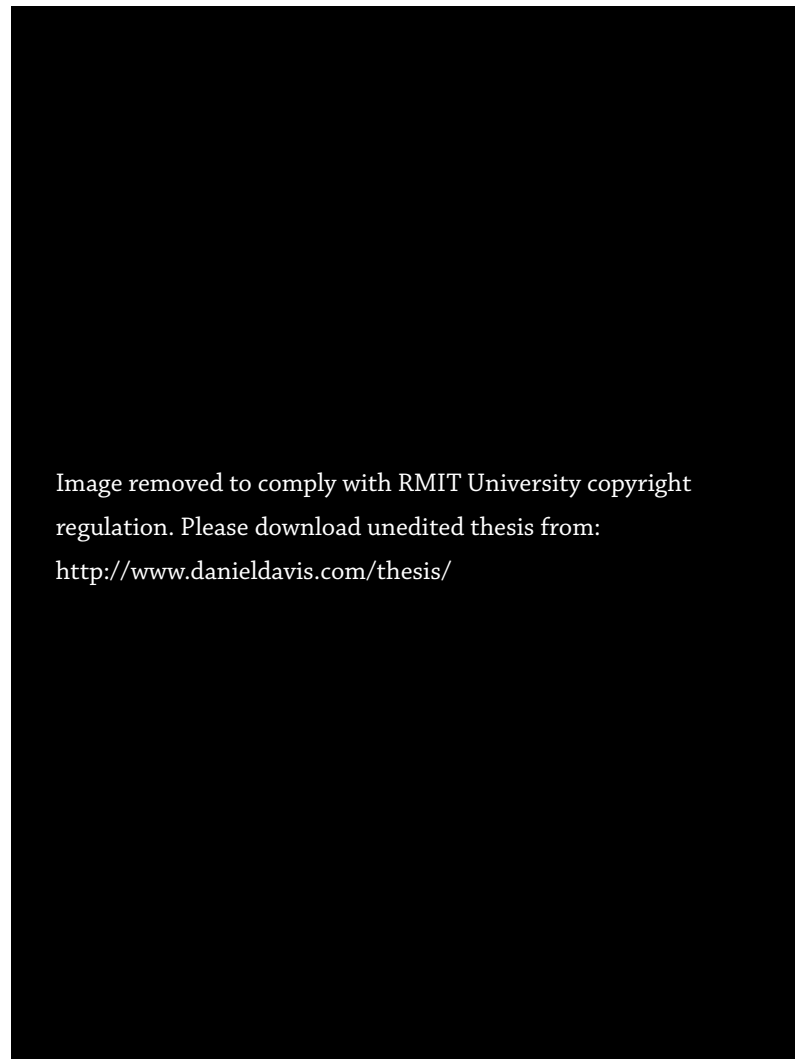 Image removed to comply with RMIT University copyright
regulation. Please download unedited thesis from:
http://www.danieldavis.com/thesis/